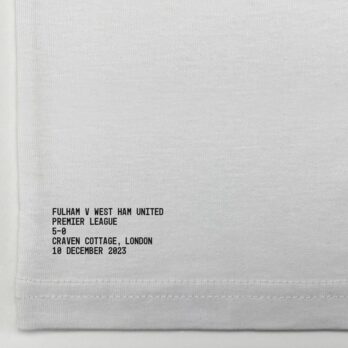 FULHAM V WEST HAM UNITED
PREMIER LEAGUE
5-0
CRAVEN COTTAGE, LONDON
10 DECEMBER 2023